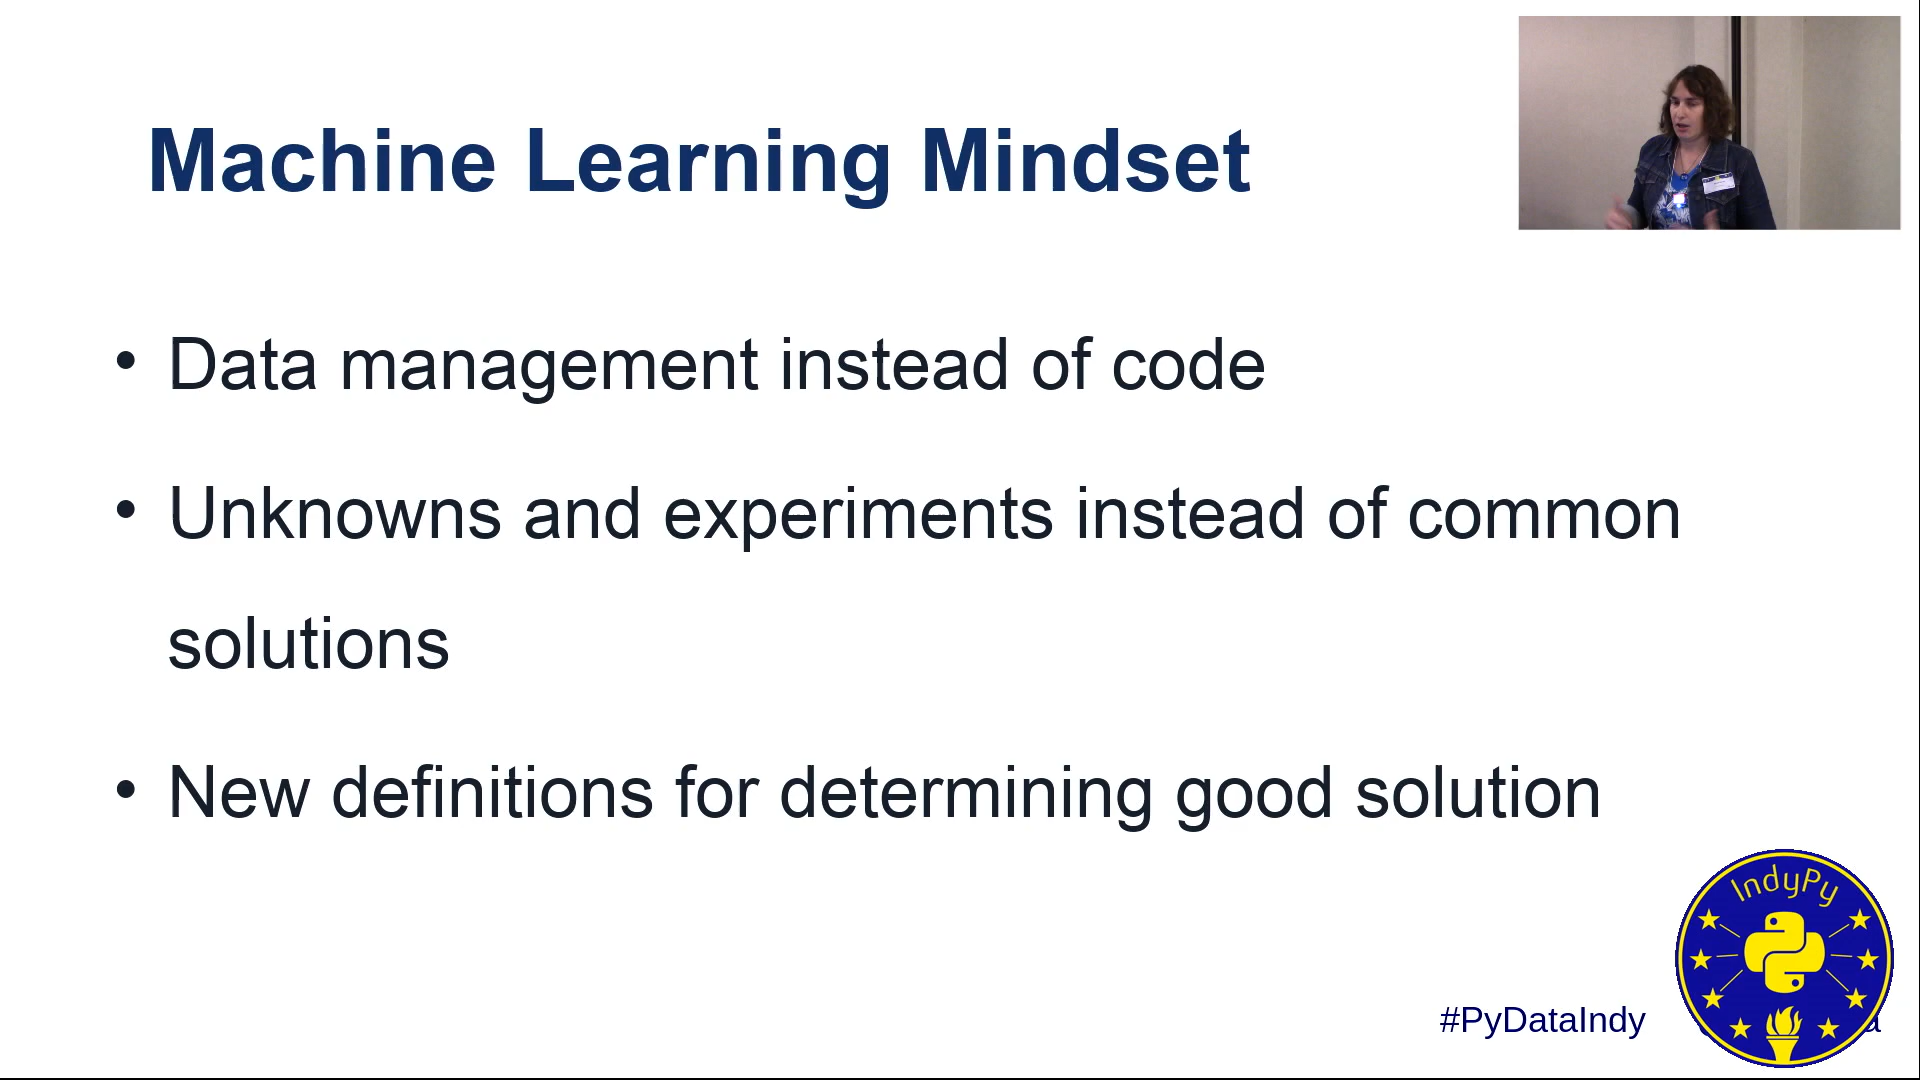 Machine Learning Mindset
• Data management instead of code
• Unknowns and experiments instead of common
solutions
• New definitions for determining good solution
IndyPy
#PyDataIndy